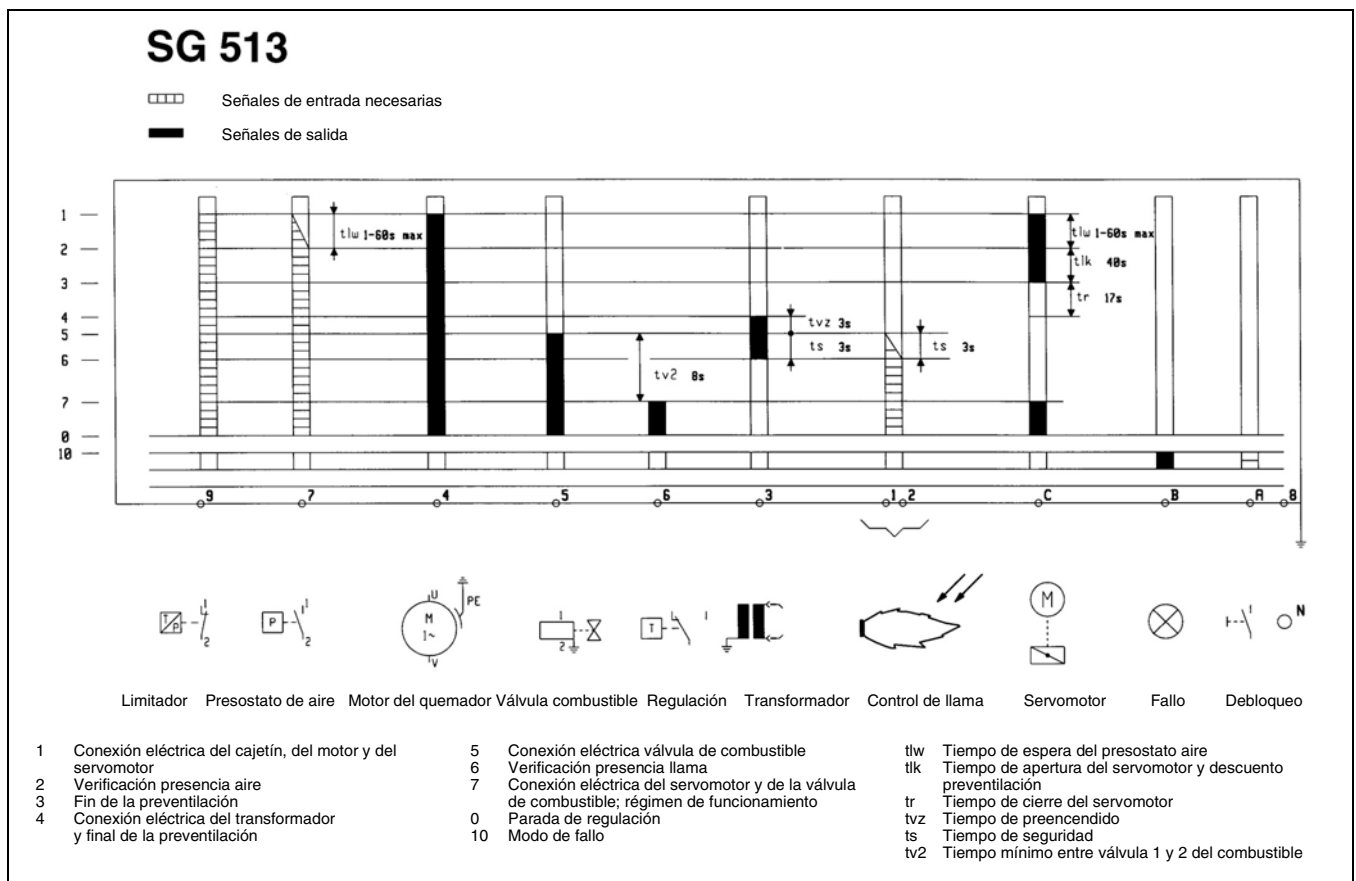 SG 513
Señales de entrada necesarias
Señales de salida
1
2
3
4
5
6
7
0
10
tlw 1-60s max
tv2 8s
tvz 3s
ts 3s
ts 3s
tlw 1-60s max
tlk 40s
tr 17s
9 7 4 5 6 3 1 2 C B A 8
T/P 1 2
P 1 2
U PE
M
1~
V
1
2
T 1
M
N
Limitador Presostato de aire Motor del quemador Válvula combustible Regulación Transformador Control de llama Servomotor Fallo Debloqueo
1 Conexión eléctrica del cajetín, del motor y del
servomotor
2 Verificación presencia aire
3 Fin de la preventilación
4 Conexión eléctrica del transformador
y final de la preventilación
5 Conexión eléctrica válvula de combustible
6 Verificación presencia llama
7 Conexión eléctrica del servomotor y de la válvula
de combustible; régimen de funcionamiento
0 Parada de regulación
10 Modo de fallo
tlw Tiempo de espera del presostato aire
tlk Tiempo de apertura del servomotor y descuento
preventilación
tr Tiempo de cierre del servomotor
tvz Tiempo de preencendido
ts Tiempo de seguridad
tv2 Tiempo mínimo entre válvula 1 y 2 del combustible